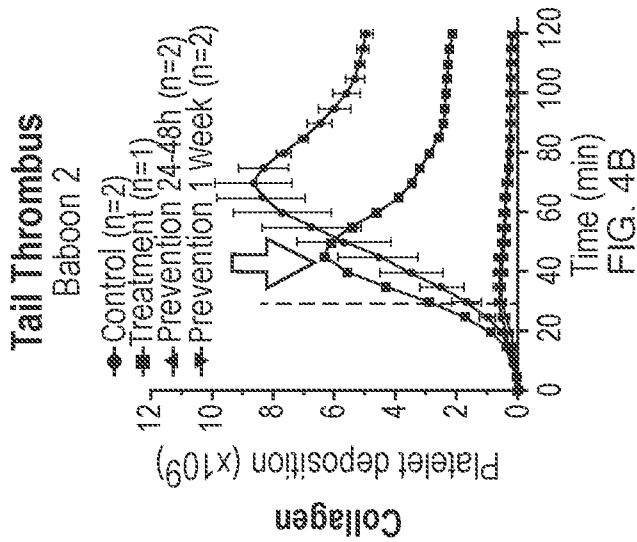 Tail Thrombus
Baboon 2
Control (n=2)
Treatment (n=1)
Prevention 24-48h (n=2)
Prevention 1 Week (n=2)
Collagen
Platelet deposition (x109)
12
10
8
6
4
2
0
0 20 40 60 80 100 120
Time (min)
FIG. 4B